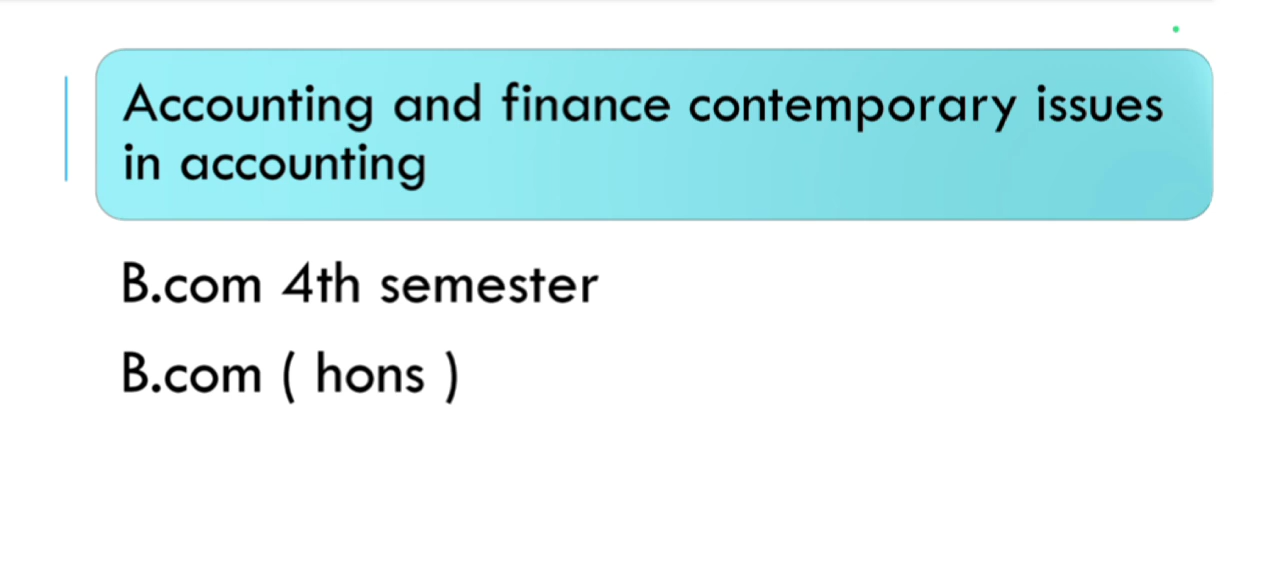 Accounting and finance contemporary issues
in accounting
B.com 4th semester
B.com ( hons )